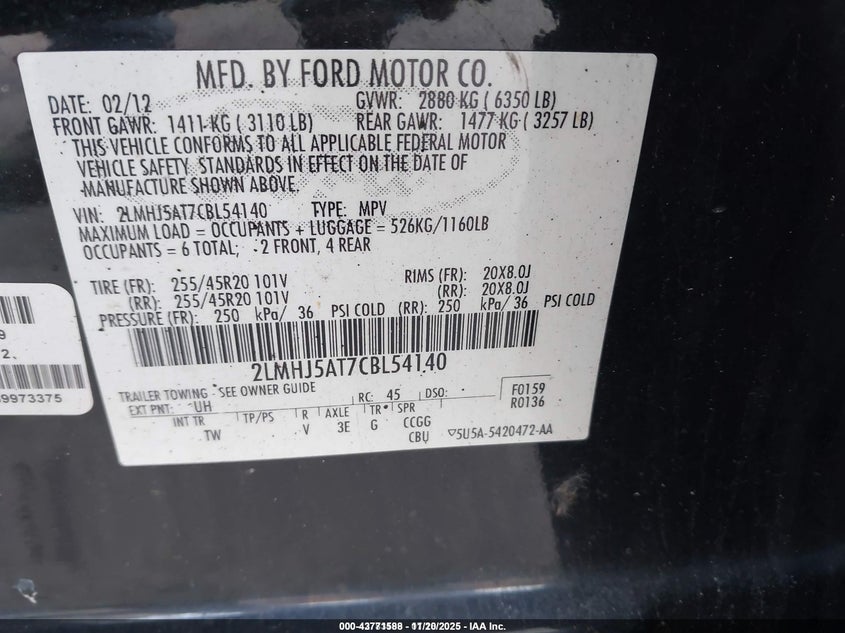 MFD. BY FORD MOTOR CO.
DATE: 02/12 GVWR: 2880 KG ( 6350 LB)
FRONT GAWR: 1411 KG ( 3110 LB) REAR GAWR: 1477 KG ( 3257 LB)
THIS VEHICLE CONFORMS TO ALL APPLICABLE FEDERAL MOTOR
VEHICLE SAFETY STANDARDS IN EFFECT ON THE DATE OF
MANUFACTURE SHOWN ABOVE.
VIN: 2LMHJ5AT7CBL54140 TYPE: MPV
MAXIMUM LOAD = OCCUPANTS + LUGGAGE = 526KG/1160LB
OCCUPANTS = 6 TOTAL; 2 FRONT, 4 REAR
TIRE (FR): 255/45R20 101V RIMS (FR): 20X8.0J
(RR): 255/45R20 101V (RR): 20X8.0J
PRESSURE (FR): 250 kPa/ 36 PSI COLD (RR): 250 kPa/ 36 PSI COLD
2LMHJ5AT7CBL54140
TRAILER TOWING - SEE OWNER GUIDE
EXT PNT: UH RC: 45 DSO: F0159
R0136
INT TR TP/PS R AXLE TR SPR
TW V 3E G CCGG
CBU ▽5U5A-5420472-AA
9
2.
9973375
000-43771588 - 11/20/2025 - IAA Inc.